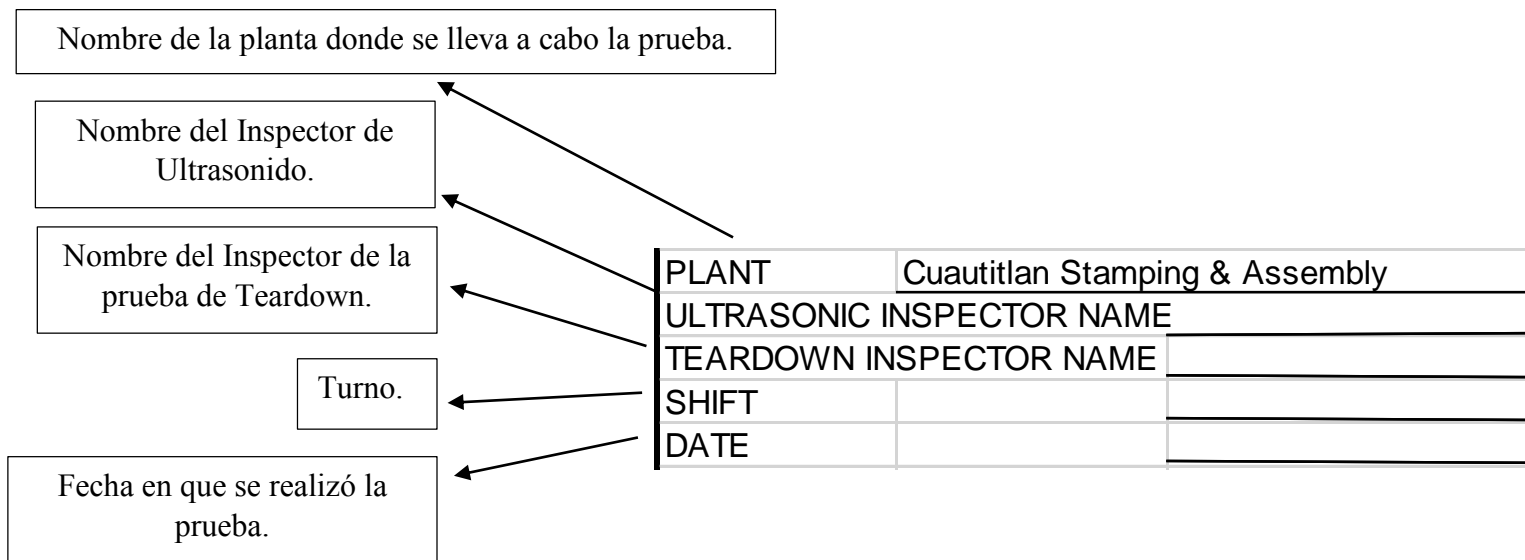 Nombre de la planta donde se lleva a cabo la prueba.
Nombre del Inspector de
Ultrasonido.
Nombre del Inspector de la
prueba de Teardown.
Turno.
Fecha en que se realizó la
prueba.
PLANT Cuautitlan Stamping & Assembly
ULTRASONIC INSPECTOR NAME
TEARDOWN INSPECTOR NAME
SHIFT
DATE